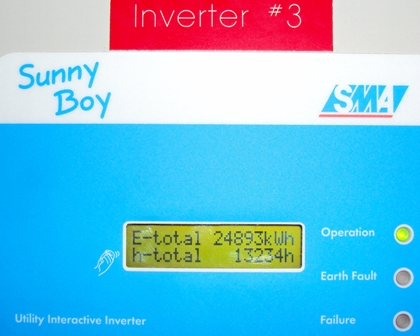 Inverter #3
Sunny
Boy
SMA
E-total 24893kWh
h-total 13234h
Operation
Earth Fault
Utility Interactive Inverter
Failure